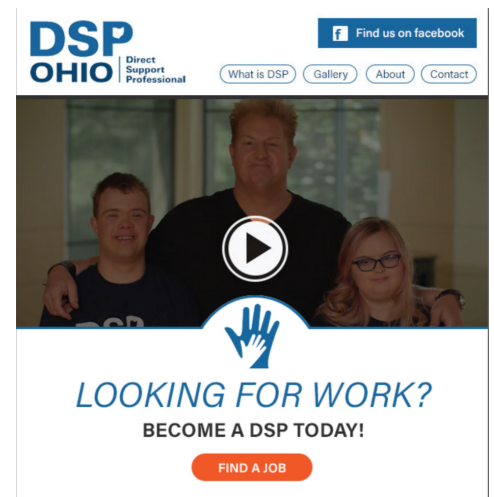 DSP
OHIO
Direct
Support
Professional
f Find us on facebook
What is DSP
Gallery
About
Contact
LOOKING FOR WORK?
BECOME A DSP TODAY!
FIND A JOB